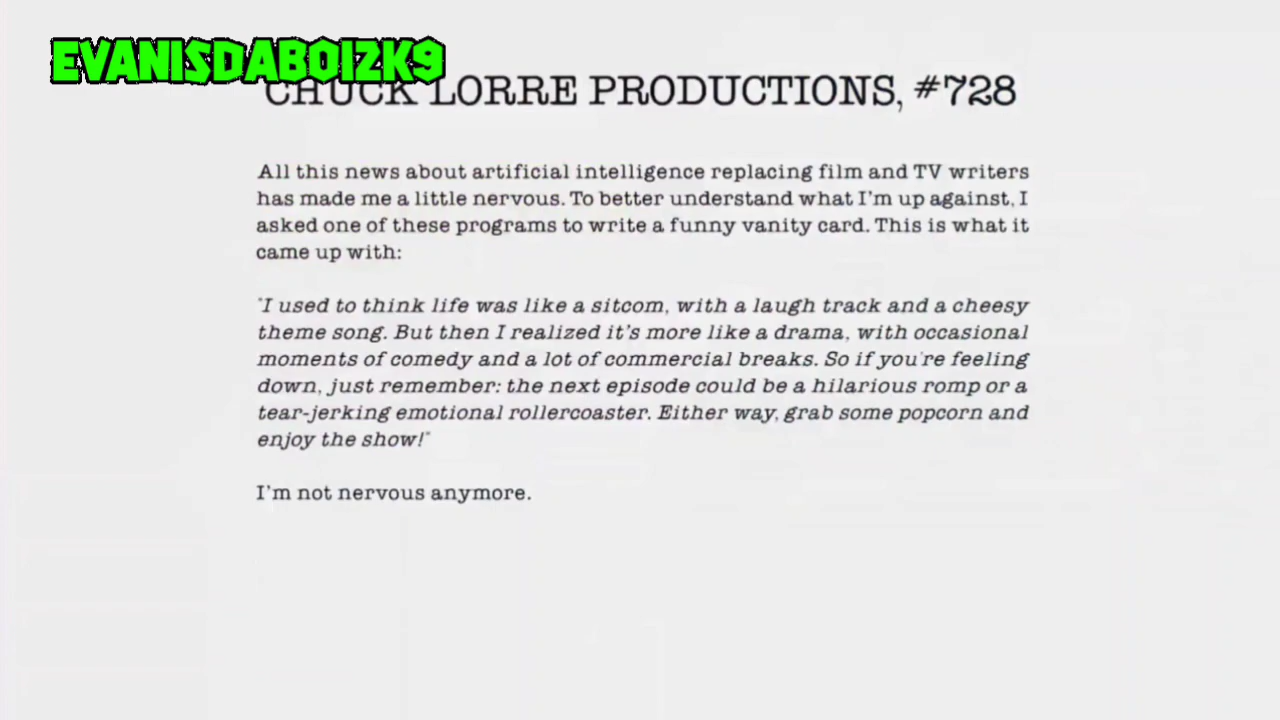 EVANISDABOI2K9
CHUCK LORRE PRODUCTIONS, #728
All this news about artificial intelligence replacing film and TV writers
has made me a little nervous. To better understand what I'm up against, I
asked one of these programs to write a funny vanity card. This is what it
came up with:
"I used to think life was like a sitcom, with a laugh track and a cheesy
theme song. But then I realized it's more like a drama, with occasional
moments of comedy and a lot of commercial breaks. So if you're feeling
down, just remember: the next episode could be a hilarious romp or a
tear-jerking emotional rollercoaster. Either way, grab some popcorn and
enjoy the show!"
I'm not nervous anymore.